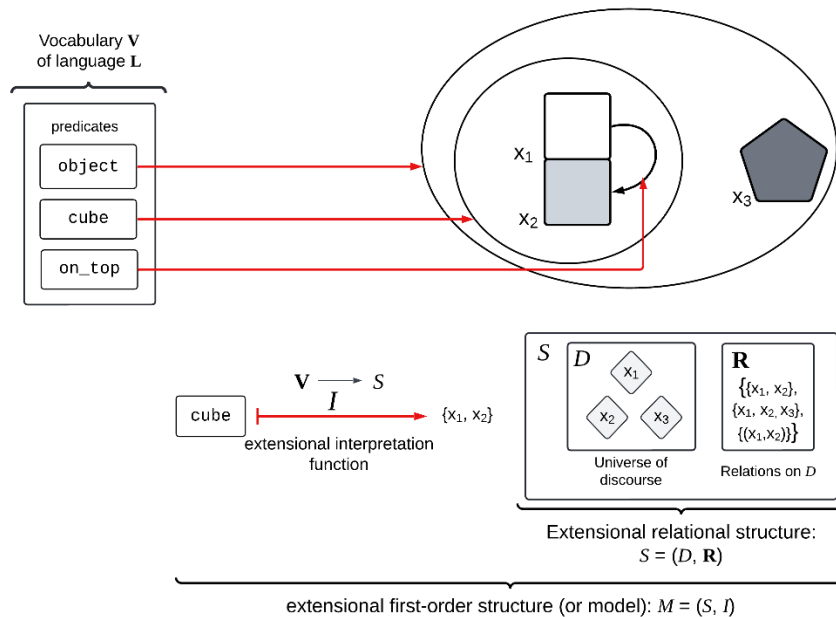 Vocabulary V
of language L
predicates
object
cube
on_top
x₁
x₂
x₃
V → S
I
cube
{x₁, x₂}
extensional interpretation
function
S
D
x₁
x₂
x₃
Universe of
discourse
R
{{x₁, x₂},
{x₁, x₂, x₃},
{(x₁,x₂)}}
Relations on D
Extensional relational structure:
S = (D, R)
extensional first-order structure (or model): M = (S, I)